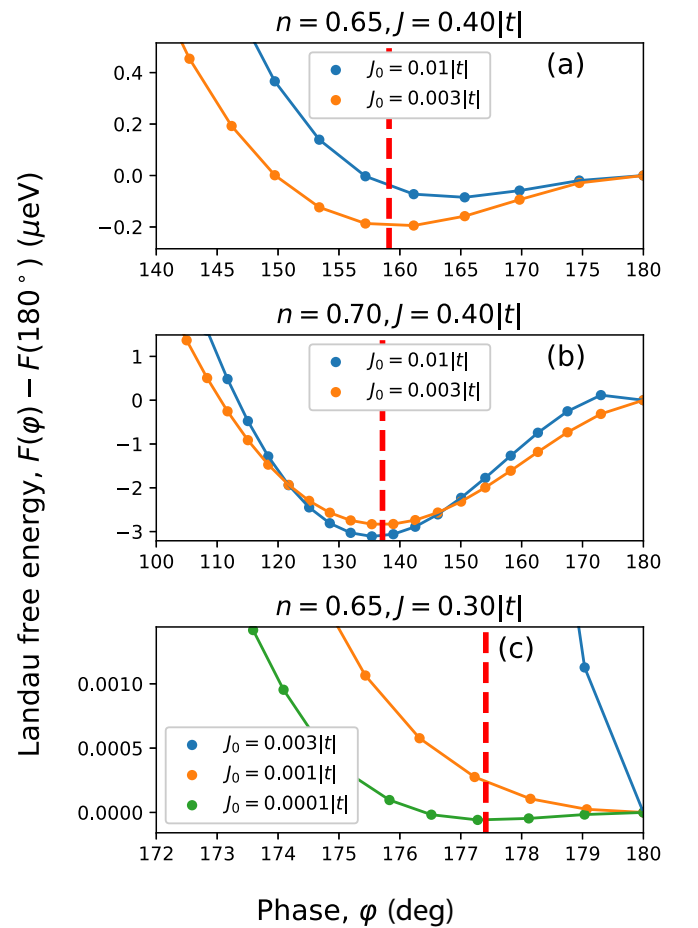 n = 0.65, J = 0.40|t|
(a)
J₀ = 0.01|t|
J₀ = 0.003|t|
0.4
0.2
0.0
−0.2
140 145 150 155 160 165 170 175 180
n = 0.70, J = 0.40|t|
(b)
J₀ = 0.01|t|
J₀ = 0.003|t|
1
0
−1
−2
−3
100 110 120 130 140 150 160 170 180
n = 0.65, J = 0.30|t|
(c)
0.0010
0.0005
0.0000
J₀ = 0.003|t|
J₀ = 0.001|t|
J₀ = 0.0001|t|
172 173 174 175 176 177 178 179 180
Landau free energy, F(φ) − F(180°) (μeV)
Phase, φ (deg)